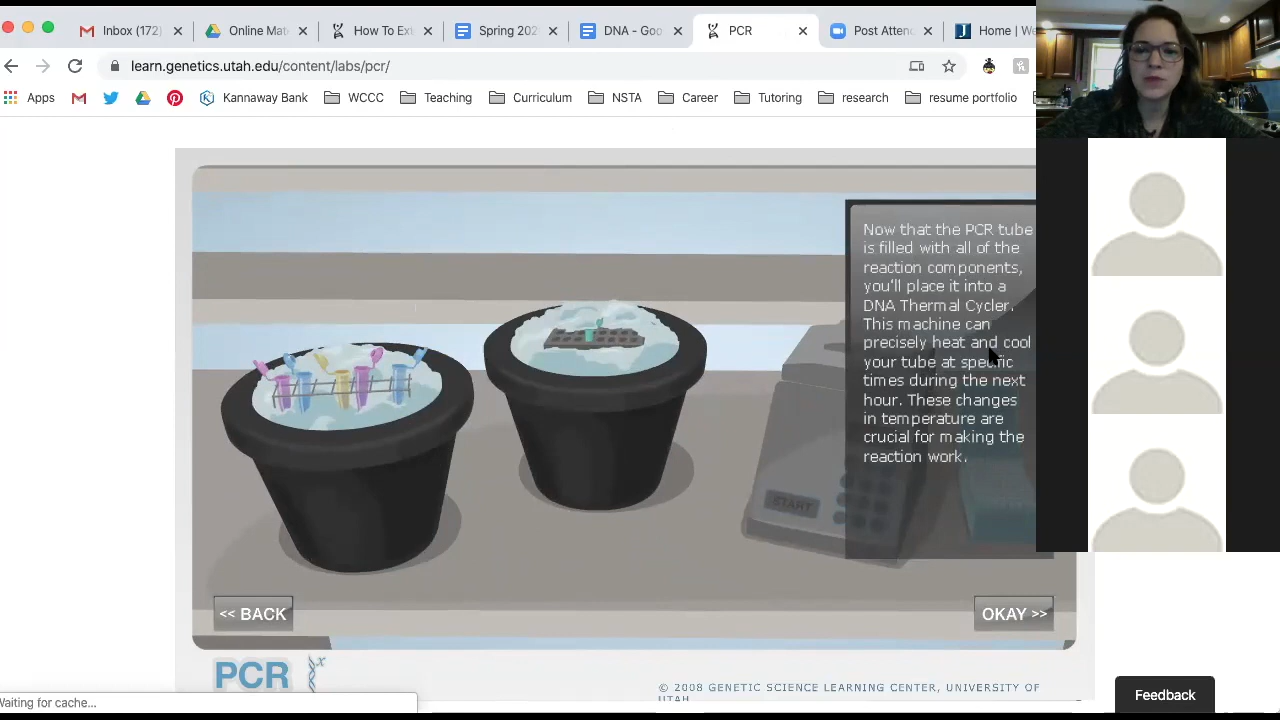 Inbox (172)
Online Mat
How To Ex
Spring 202
DNA - Goo
PCR
Post Atten
Home | We
learn.genetics.utah.edu/content/labs/pcr/
Apps
Kannaway Bank
WCCC
Teaching
Curriculum
NSTA
Career
Tutoring
research
resume portfolio
Now that the PCR tube
is filled with all of the
reaction components,
you'll place it into a
DNA Thermal Cycler.
This machine can
precisely heat and cool
your tube at specific
times during the next
hour. These changes
in temperature are
crucial for making the
reaction work.
START
<< BACK
OKAY >>
PCR
© 2008 GENETIC SCIENCE LEARNING CENTER, UNIVERSITY OF
UTAH
Waiting for cache...
Feedback